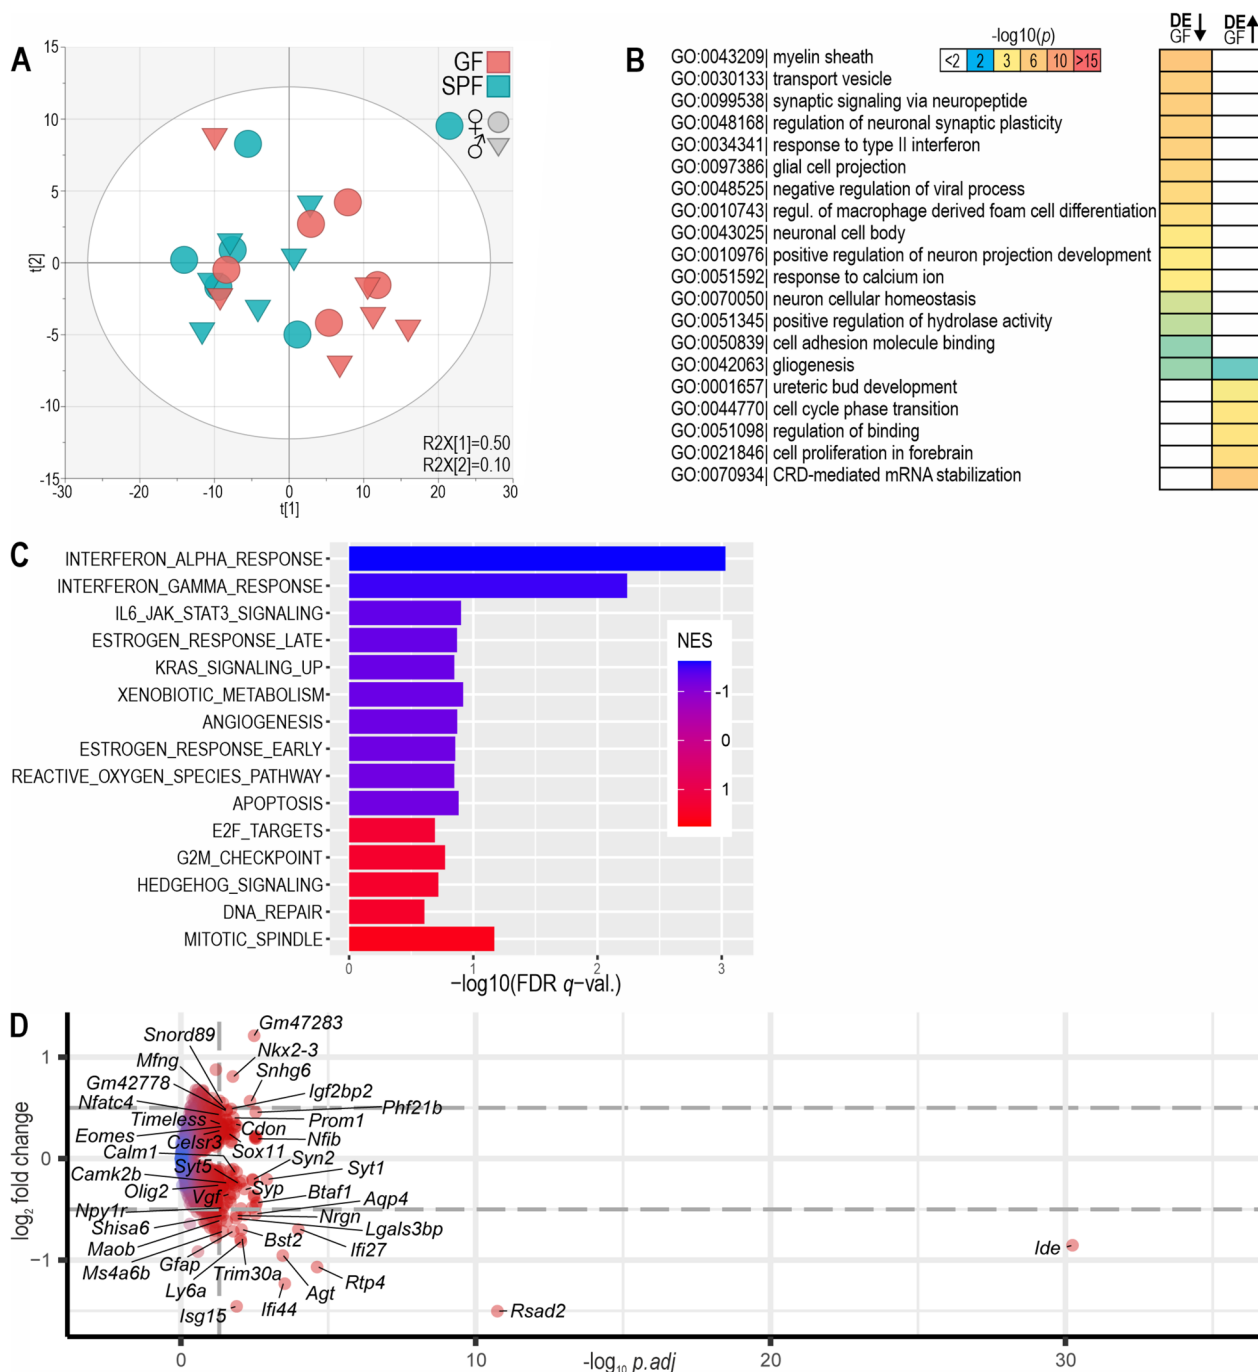 A
15
10
5
0
-5
-10
-15
-30
-20
-10
0
10
20
30
t[2]
t[1]
GF
SPF
♀
♂
R2X[1]=0.50
R2X[2]=0.10
B
-log10(p)
<2 2 3 6 10 >15
DE↓ DE↑
GF GF
GO:0043209| myelin sheath
GO:0030133| transport vesicle
GO:0099538| synaptic signaling via neuropeptide
GO:0048168| regulation of neuronal synaptic plasticity
GO:0034341| response to type II interferon
GO:0097386| glial cell projection
GO:0048525| negative regulation of viral process
GO:0010743| regul. of macrophage derived foam cell differentiation
GO:0043025| neuronal cell body
GO:0010976| positive regulation of neuron projection development
GO:0051592| response to calcium ion
GO:0070050| neuron cellular homeostasis
GO:0051345| positive regulation of hydrolase activity
GO:0050839| cell adhesion molecule binding
GO:0042063| gliogenesis
GO:0001657| ureteric bud development
GO:0044770| cell cycle phase transition
GO:0051098| regulation of binding
GO:0021846| cell proliferation in forebrain
GO:0070934| CRD-mediated mRNA stabilization
C
INTERFERON_ALPHA_RESPONSE
INTERFERON_GAMMA_RESPONSE
IL6_JAK_STAT3_SIGNALING
ESTROGEN_RESPONSE_LATE
KRAS_SIGNALING_UP
XENOBIOTIC_METABOLISM
ANGIOGENESIS
ESTROGEN_RESPONSE_EARLY
REACTIVE_OXYGEN_SPECIES_PATHWAY
APOPTOSIS
E2F_TARGETS
G2M_CHECKPOINT
HEDGEHOG_SIGNALING
DNA_REPAIR
MITOTIC_SPINDLE
NES
-1
0
1
0 1 2 3
−log10(FDR q−val.)
D
1
0
−1
log₂ fold change
Gm47283
Snord89
Nkx2-3
Mfng
Snhg6
Gm42778
Igf2bp2
Nfatc4
Phf21b
Timeless
Prom1
Cdon
Eomes
Celsr3
Nfib
Calm1
Sox11
Syn2
Syt5
Syt1
Camk2b
Olig2
Vgf
Syp
Btaf1
Aqp4
Npy1r
Nrgn
Shisa6
Lgals3bp
Bst2
Maob
Ifi27
Gfap
Ms4a6b
Trim30a
Rtp4
Ly6a
Agt
Ifi44
Isg15
Rsad2
Ide
0 10 20 30
-log₁₀ p.adj